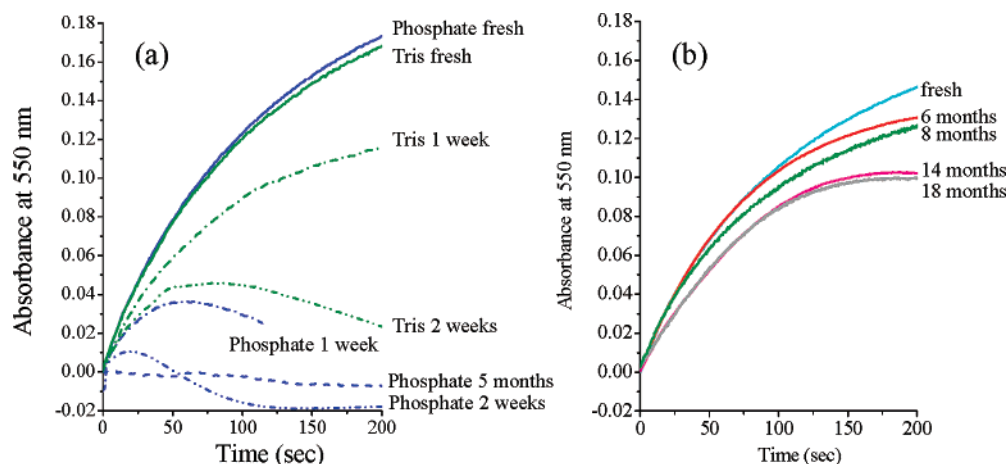 (a)
Absorbance at 550 nm
0.18
0.16
0.14
0.12
0.10
0.08
0.06
0.04
0.02
0.00
-0.02
0
50
100
150
200
Time (sec)
Phosphate fresh
Tris fresh
Tris 1 week
Tris 2 weeks
Phosphate 1 week
Phosphate 5 months
Phosphate 2 weeks
(b)
Absorbance at 550 nm
0.18
0.16
0.14
0.12
0.10
0.08
0.06
0.04
0.02
0.00
-0.02
0
50
100
150
200
Time (sec)
fresh
6 months
8 months
14 months
18 months